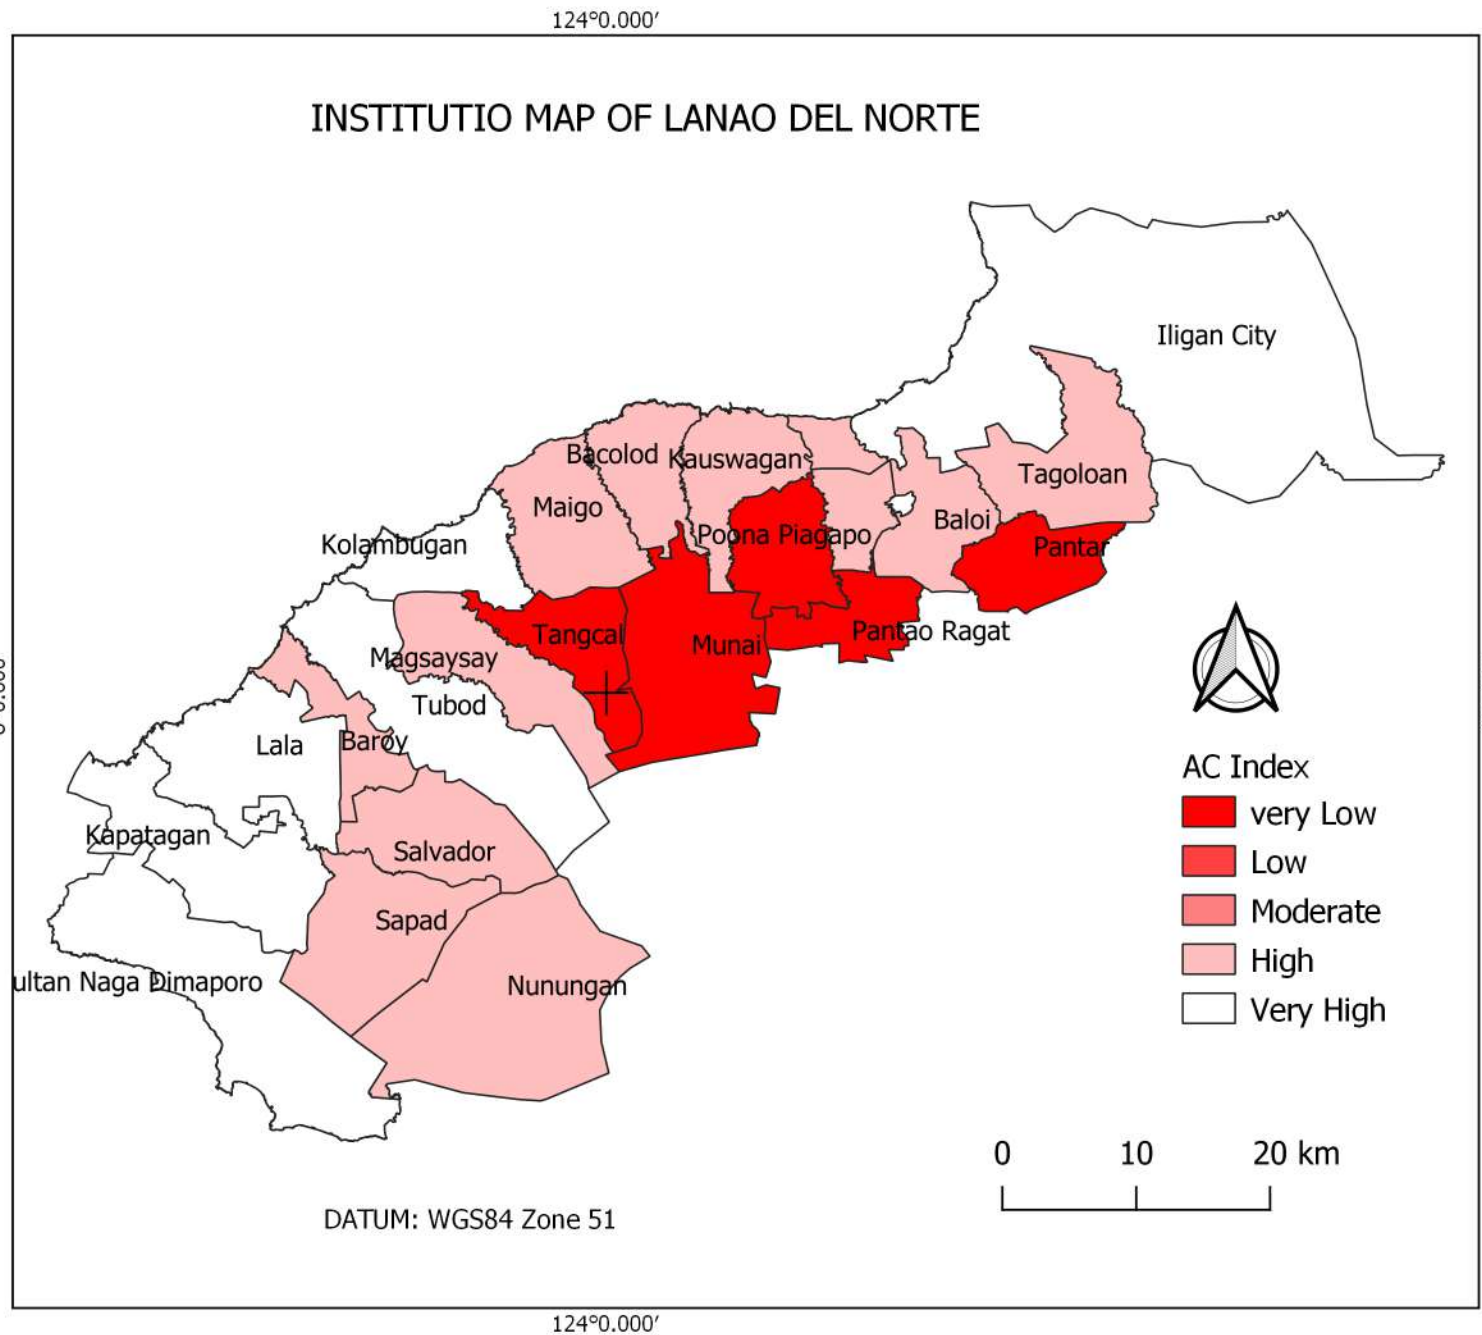 124°0.000′
INSTITUTIO MAP OF LANAO DEL NORTE
Iligan City
Bacolod
Kauswagan
Tagoloan
Maigo
Baloi
Poona Piagapo
Kolambugan
Pantar
Tangcal
Munai
Pantao Ragat
Magsaysay
Tubod
Lala
Baroy
AC Index
very Low
Kapatagan
Salvador
Low
Moderate
Sapad
High
ultan Naga Dimaporo
Nunungan
Very High
0 10 20 km
DATUM: WGS84 Zone 51
124°0.000′